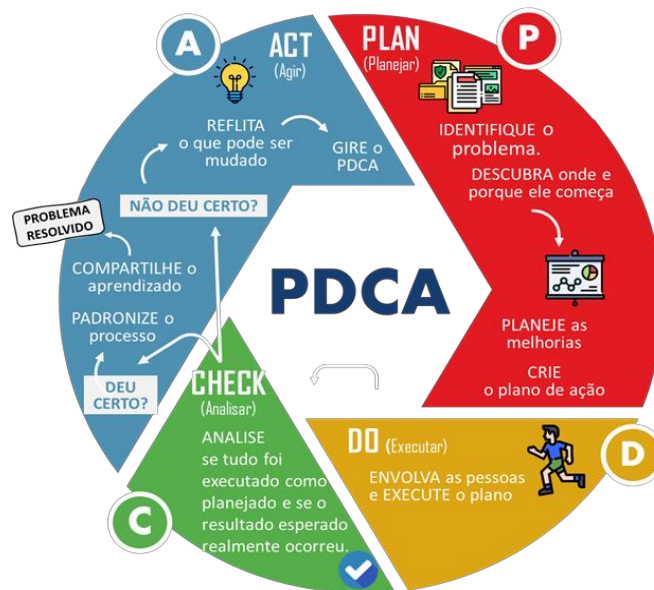 PDCA
P
PLAN
(Planejar)
IDENTIFIQUE o
problema.
DESCUBRA onde e
porque ele começa
PLANEJE as
melhorias
CRIE
o plano de ação
D
DO (Executar)
ENVOLVA as pessoas
e EXECUTE o plano
C
CHECK
(Analisar)
ANALISE
se tudo foi
executado como
planejado e se o
resultado esperado
realmente ocorreu.
A
ACT
(Agir)
DEU
CERTO?
PADRONIZE o
processo
COMPARTILHE o
aprendizado
PROBLEMA
RESOLVIDO
NÃO DEU CERTO?
REFLITA
o que pode ser
mudado
GIRE o
PDCA